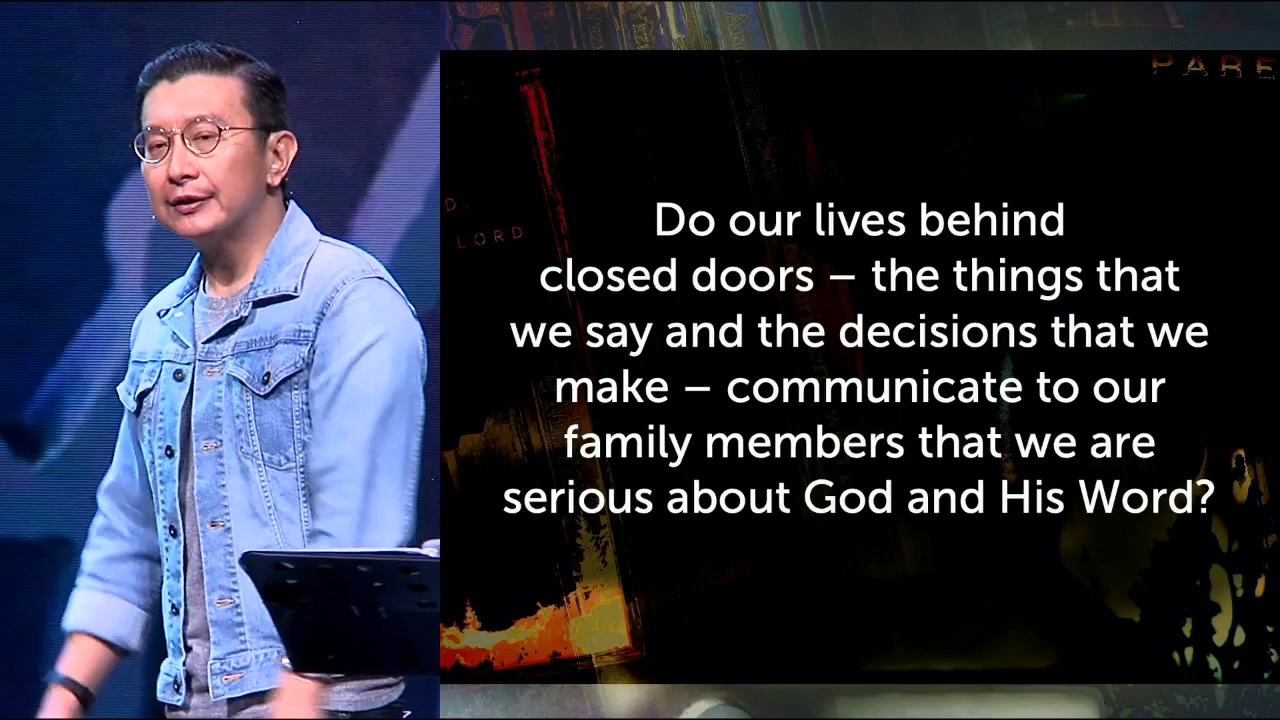 PARE
D.
LORD
Do our lives behind
closed doors – the things that
we say and the decisions that we
make – communicate to our
family members that we are
serious about God and His Word?